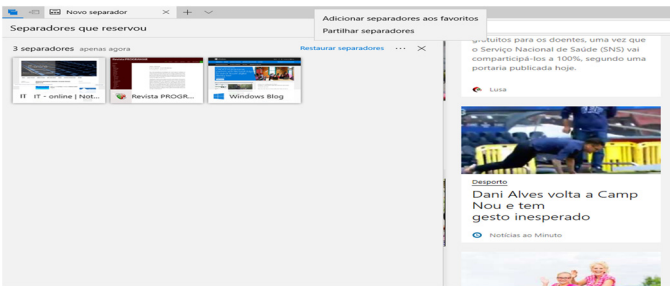 Novo separador
Adicionar separadores aos favoritos
Partilhar separadores
Separadores que reservou
3 separadores apenas agora
Restaurar separadores
IT IT - online | Not...
Revista PROGR...
Windows Blog
gratuitos para os doentes, uma vez que
o Serviço Nacional de Saúde (SNS) vai
comparticipá-los a 100%, segundo uma
portaria publicada hoje.
Lusa
Desporto
Dani Alves volta a Camp
Nou e tem
gesto inesperado
Notícias ao Minuto